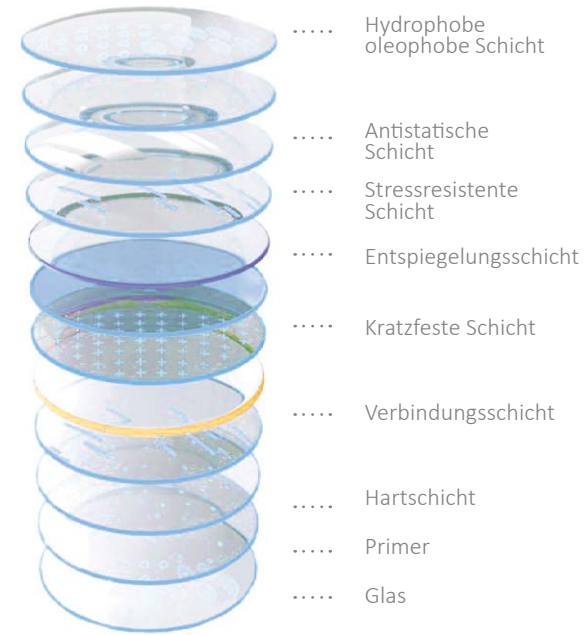 Hydrophobe
oleophobe Schicht
Antistatische
Schicht
Stressresistente
Schicht
Entspiegelungsschicht
Kratzfeste Schicht
Verbindungsschicht
Hartschicht
Primer
Glas